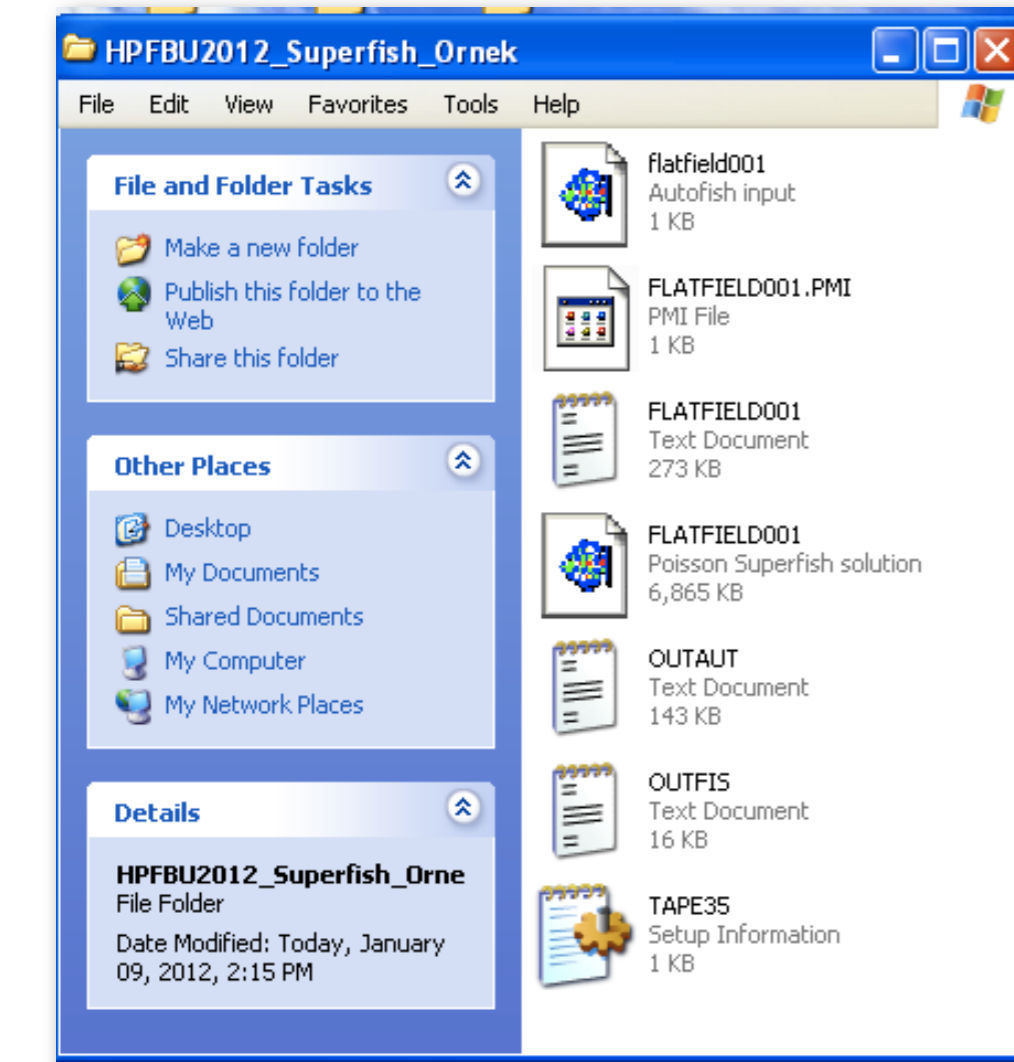 HPFBU2012_Superfish_Ornek
File Edit View Favorites Tools Help
File and Folder Tasks
Make a new folder
Publish this folder to the
Web
Share this folder
Other Places
Desktop
My Documents
Shared Documents
My Computer
My Network Places
Details
HPFBU2012_Superfish_Orne
File Folder
Date Modified: Today, January
09, 2012, 2:15 PM
flatfield001
Autofish input
1 KB
FLATFIELD001.PMI
PMI File
1 KB
FLATFIELD001
Text Document
273 KB
FLATFIELD001
Poisson Superfish solution
6,865 KB
OUTAUT
Text Document
143 KB
OUTFIS
Text Document
16 KB
TAPE35
Setup Information
1 KB